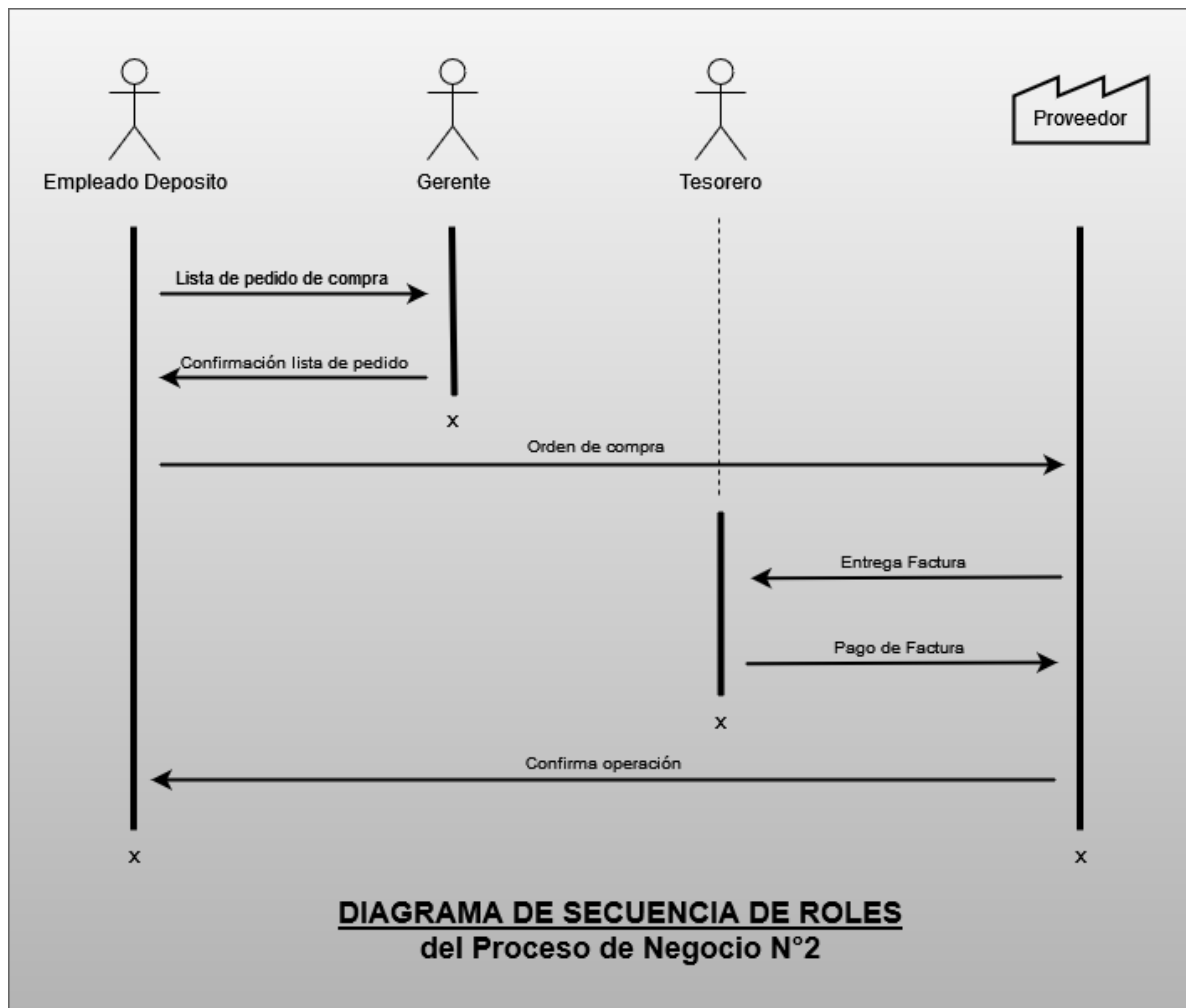 Empleado Deposito
Gerente
Tesorero
Proveedor
Lista de pedido de compra
Confirmación lista de pedido
x
Orden de compra
Entrega Factura
Pago de Factura
x
Confirma operación
x
x
DIAGRAMA DE SECUENCIA DE ROLES
del Proceso de Negocio N°2